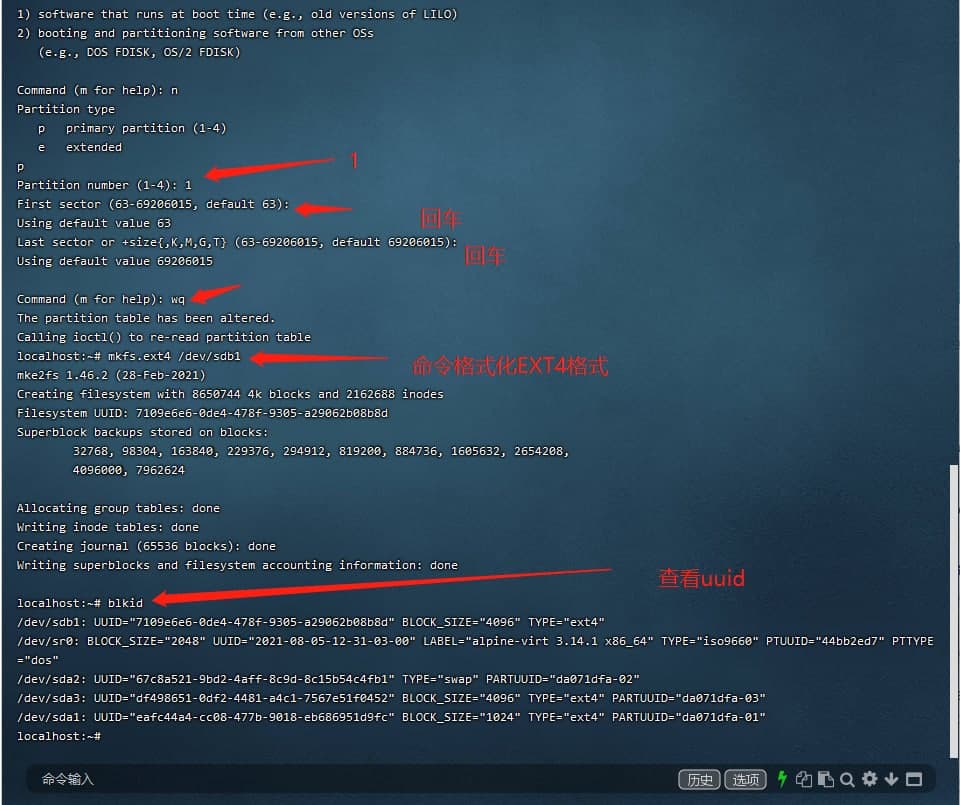 1) software that runs at boot time (e.g., old versions of LILO)
2) booting and partitioning software from other OSs
   (e.g., DOS FDISK, OS/2 FDISK)
Command (m for help): n
Partition type
   p   primary partition (1-4)
   e   extended
p
1
Partition number (1-4): 1
First sector (63-69206015, default 63):
回车
Using default value 63
Last sector or +size{,K,M,G,T} (63-69206015, default 69206015):
回车
Using default value 69206015
Command (m for help): wq
The partition table has been altered.
Calling ioctl() to re-read partition table
localhost:~# mkfs.ext4 /dev/sdb1
命令格式化EXT4格式
mke2fs 1.46.2 (28-Feb-2021)
Creating filesystem with 8650744 4k blocks and 2162688 inodes
Filesystem UUID: 7109e6e6-0de4-478f-9305-a29062b08b8d
Superblock backups stored on blocks:
        32768, 98304, 163840, 229376, 294912, 819200, 884736, 1605632, 2654208,
        4096000, 7962624
Allocating group tables: done
Writing inode tables: done
Creating journal (65536 blocks): done
Writing superblocks and filesystem accounting information: done
查看uuid
localhost:~# blkid
/dev/sdb1: UUID="7109e6e6-0de4-478f-9305-a29062b08b8d" BLOCK_SIZE="4096" TYPE="ext4"
/dev/sr0: BLOCK_SIZE="2048" UUID="2021-08-05-12-31-03-00" LABEL="alpine-virt 3.14.1 x86_64" TYPE="iso9660" PTUUID="44bb2ed7" PTTYPE
="dos"
/dev/sda2: UUID="67c8a521-9bd2-4aff-8c9d-8c15b54c4fb1" TYPE="swap" PARTUUID="da071dfa-02"
/dev/sda3: UUID="df498651-0df2-4481-a4c1-7567e51f0452" BLOCK_SIZE="4096" TYPE="ext4" PARTUUID="da071dfa-03"
/dev/sda1: UUID="eafc44a4-cc08-477b-9018-eb686951d9fc" BLOCK_SIZE="1024" TYPE="ext4" PARTUUID="da071dfa-01"
localhost:~#
命令输入
历史 选项